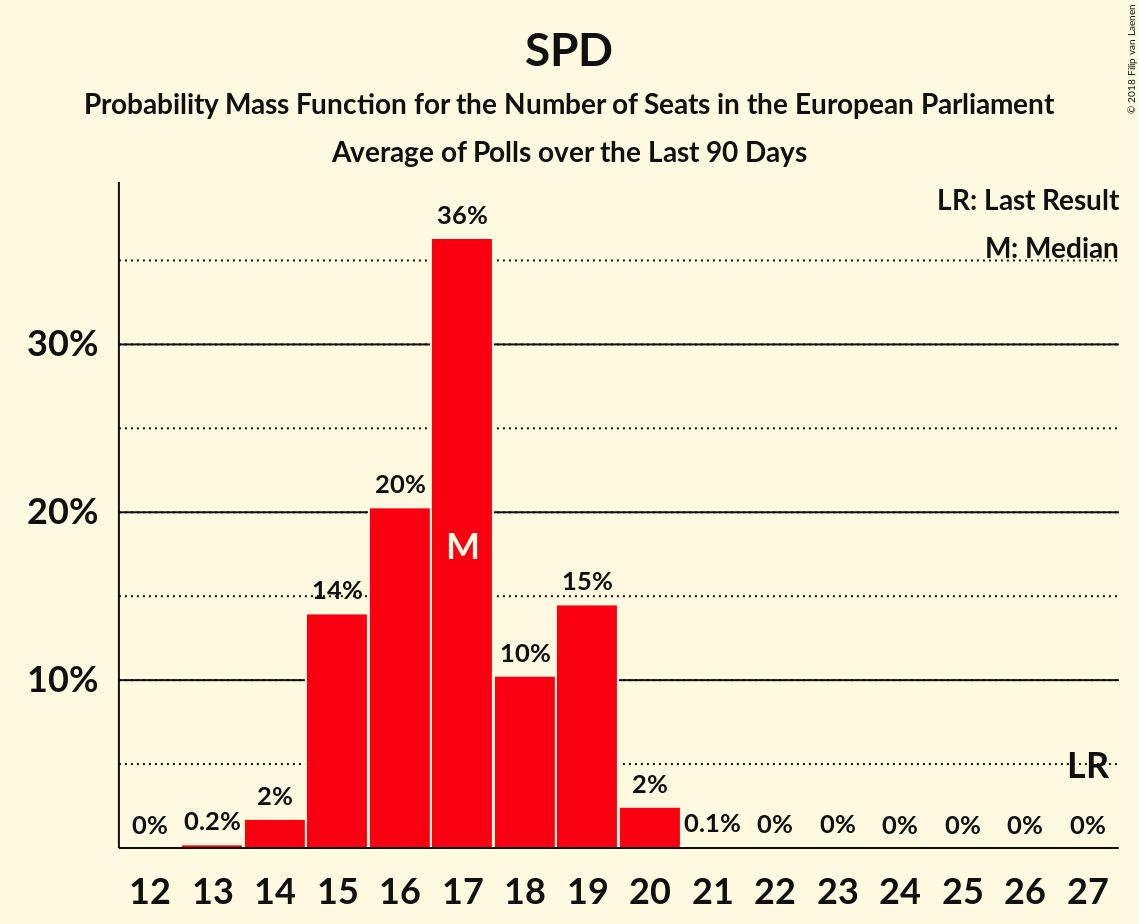 SPD
Probability Mass Function for the Number of Seats in the European Parliament
Average of Polls over the Last 90 Days
© 2018 Filip van Laenen
LR: Last Result
M: Median
36%
30%
20%
20%
M
15%
14%
10%
10%
LR
2%
2%
0%
0.2%
0.1%
0%
0%
0%
0%
0%
0%
12 13 14 15 16 17 18 19 20 21 22 23 24 25 26 27